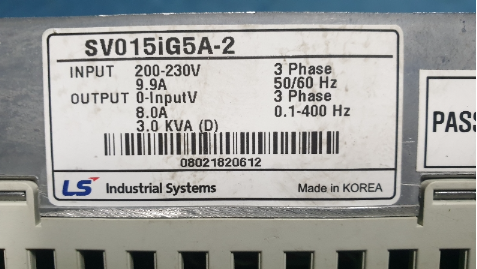 SV015iG5A-2
INPUT 200-230V 3 Phase
9.9A 50/60 Hz
OUTPUT 0-InputV 3 Phase
8.0A 0.1-400 Hz
3.0 KVA (D)
08021820612
LS Industrial Systems Made in KOREA
PASS